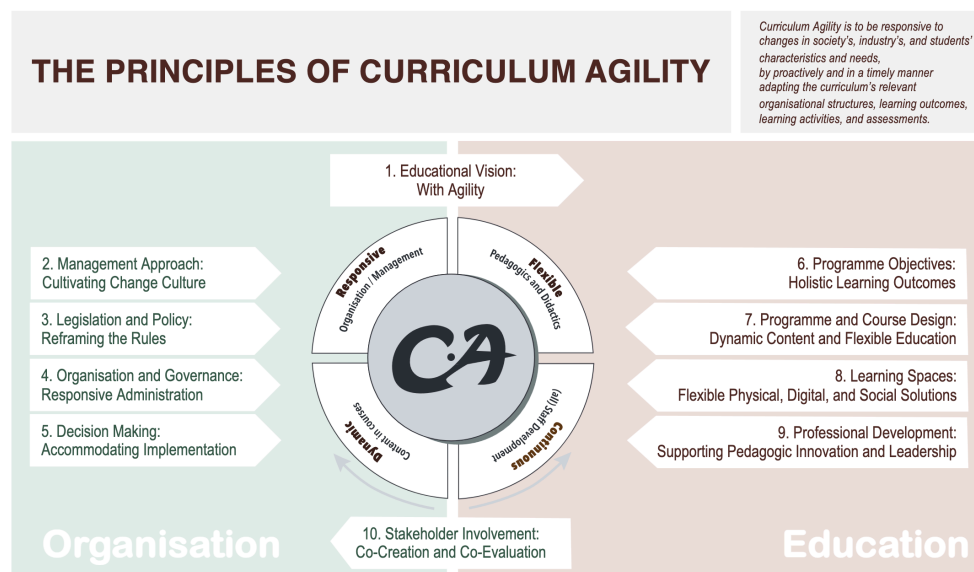 THE PRINCIPLES OF CURRICULUM AGILITY
Curriculum Agility is to be responsive to
changes in society's, industry's, and students'
characteristics and needs,
by proactively and in a timely manner
adapting the curriculum's relevant
organisational structures, learning outcomes,
learning activities, and assessments.
1. Educational Vision:
With Agility
2. Management Approach:
Cultivating Change Culture
3. Legislation and Policy:
Reframing the Rules
4. Organisation and Governance:
Responsive Administration
5. Decision Making:
Accommodating Implementation
Responsive
Organisation / Management
Flexible
Pedagogics and Didactics
CA
Dynamic
Content in courses
Continuous
(all) Staff Development
6. Programme Objectives:
Holistic Learning Outcomes
7. Programme and Course Design:
Dynamic Content and Flexible Education
8. Learning Spaces:
Flexible Physical, Digital, and Social Solutions
9. Professional Development:
Supporting Pedagogic Innovation and Leadership
10. Stakeholder Involvement:
Co-Creation and Co-Evaluation
Organisation
Education